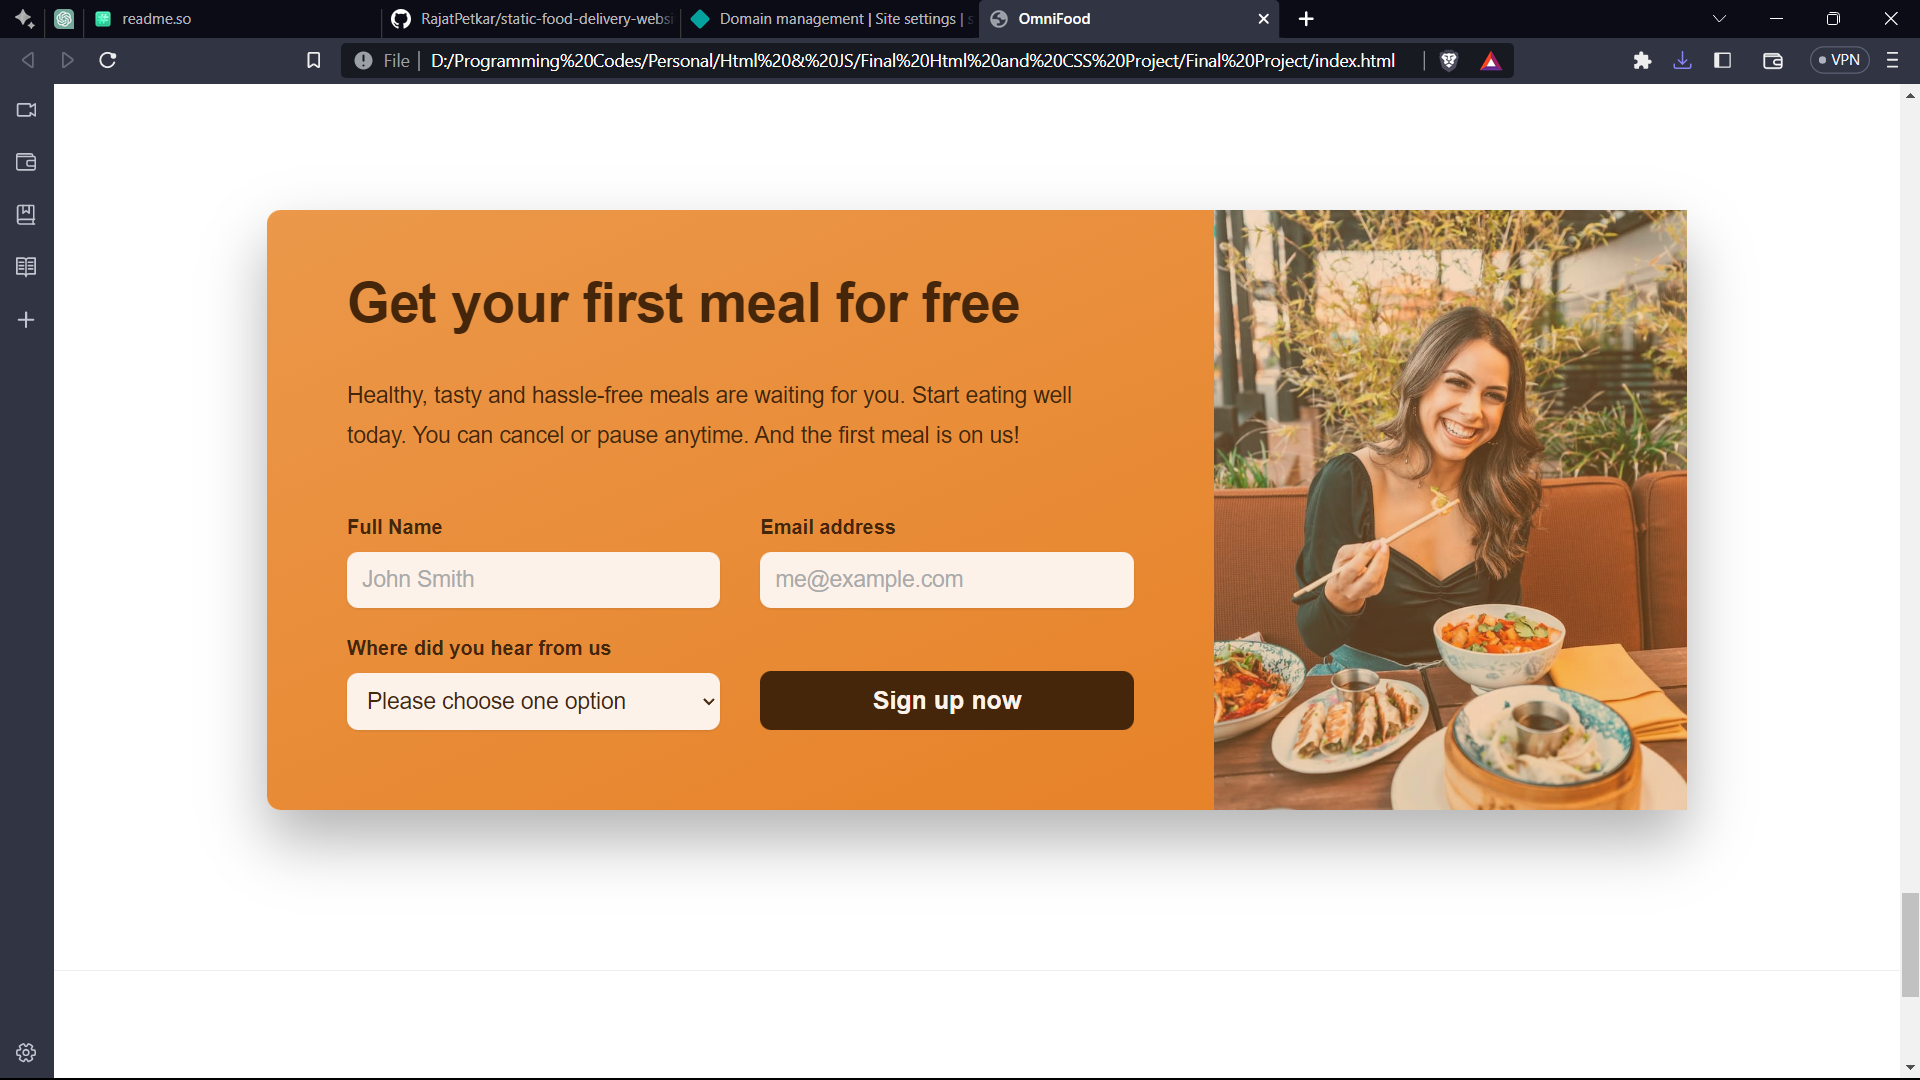 readme.so
RajatPetkar/static-food-delivery-websi
Domain management | Site settings | s
OmniFood
File
D:/Programming%20Codes/Personal/Html%20&%20JS/Final%20Html%20and%20CSS%20Project/Final%20Project/index.html
VPN
Get your first meal for free
Healthy, tasty and hassle-free meals are waiting for you. Start eating well
today. You can cancel or pause anytime. And the first meal is on us!
Full Name
Email address
John Smith
me@example.com
Where did you hear from us
Please choose one option
Sign up now